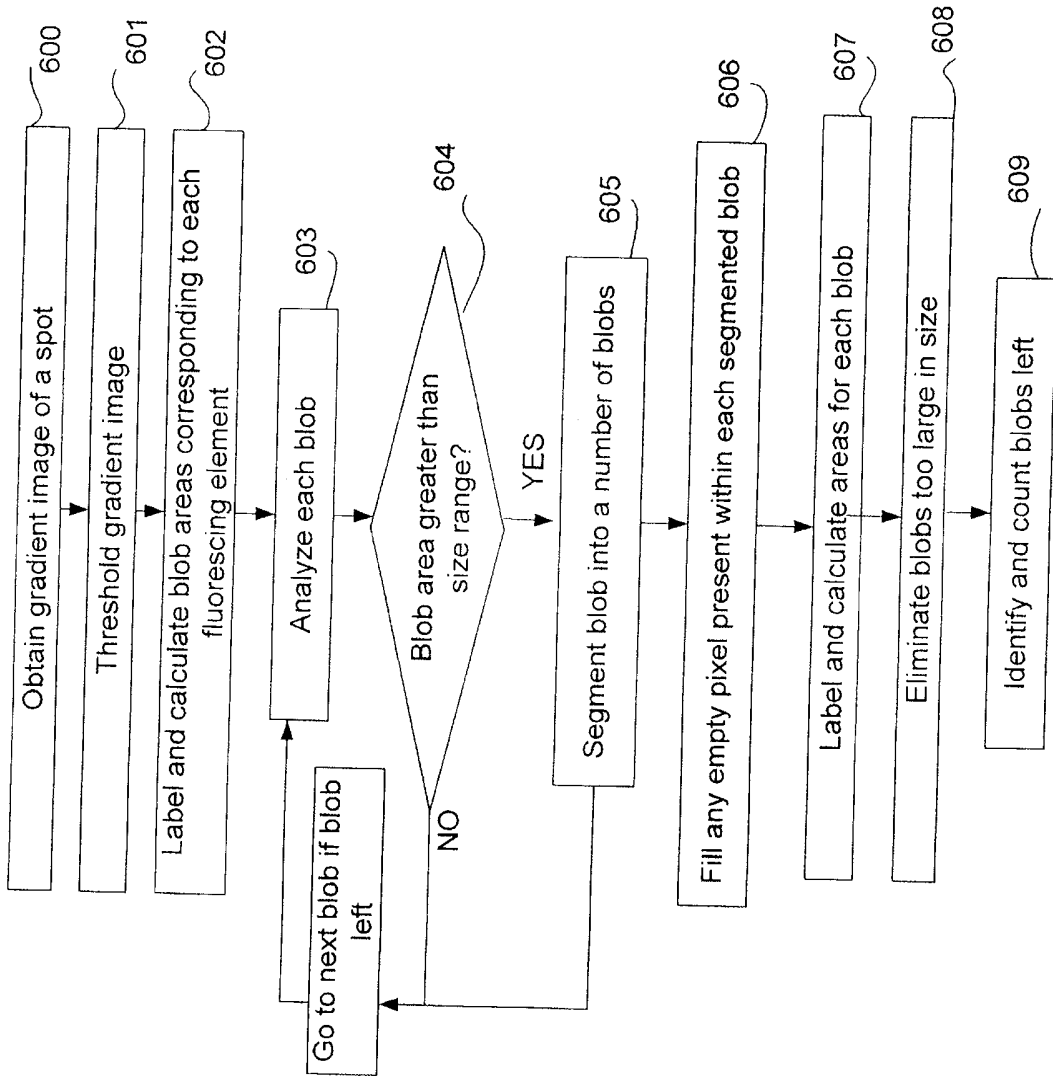 Obtain gradient image of a spot
600
Threshold gradient image
601
Label and calculate blob areas corresponding to each
fluorescing element
602
Analyze each blob
603
Go to next blob if blob
left
Blob area greater than
size range?
604
NO
YES
Segment blob into a number of blobs
605
Fill any empty pixel present within each segmented blob
606
Label and calculate areas for each blob
607
Eliminate blobs too large in size
608
Identify and count blobs left
609